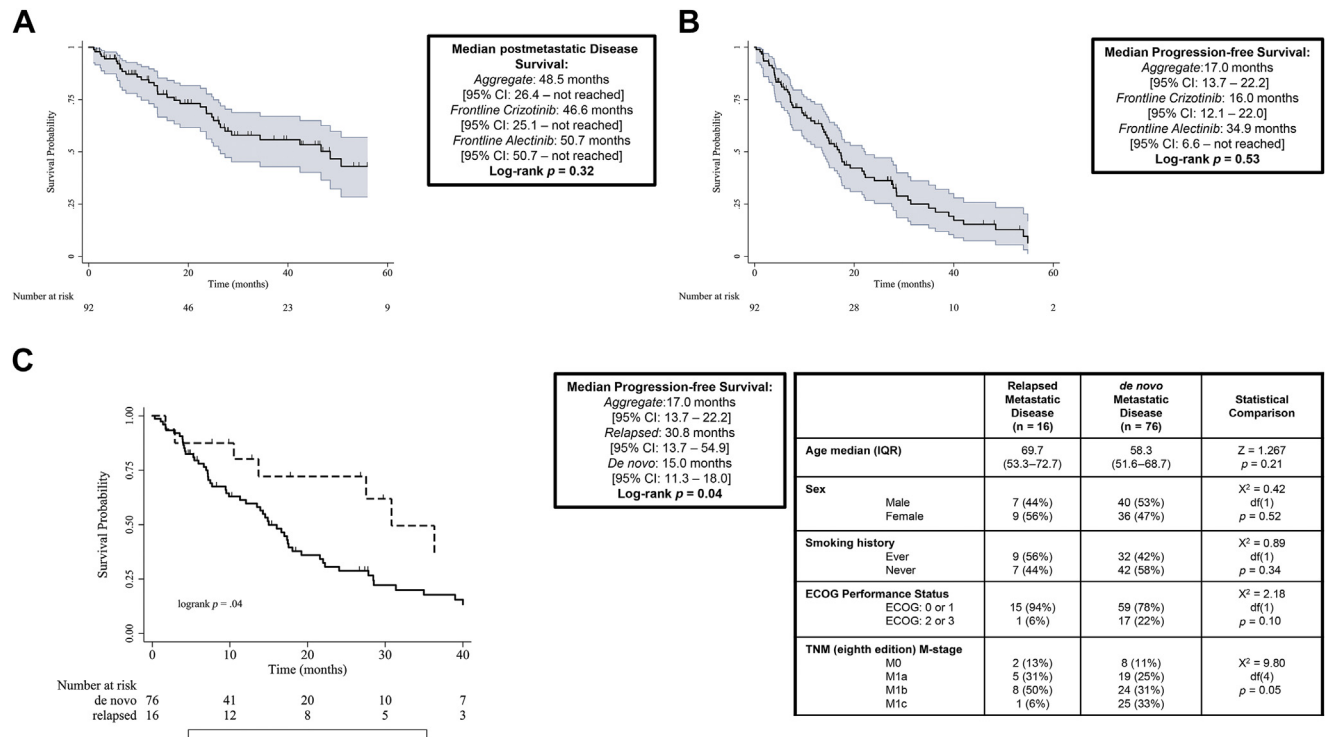 A
1
.75
.5
.25
0
Survival Probability
0 20 40 60
Time (months)
Number at risk
92 46 23 9
Median postmetastatic Disease
Survival:
Aggregate: 48.5 months
[95% CI: 26.4 – not reached]
Frontline Crizotinib: 46.6 months
[95% CI: 25.1 – not reached]
Frontline Alectinib: 50.7 months
[95% CI: 50.7 – not reached]
Log-rank p = 0.32
B
1
.75
.5
.25
0
Survival Probability
0 20 40 60
Time (months)
Number at risk
92 28 10 2
Median Progression-free Survival:
Aggregate:17.0 months
[95% CI: 13.7 – 22.2]
Frontline Crizotinib: 16.0 months
[95% CI: 12.1 – 22.0]
Frontline Alectinib: 34.9 months
[95% CI: 6.6 – not reached]
Log-rank p = 0.53
C
1.00
0.75
0.50
0.25
0.00
Survival Probability
logrank p = .04
0 10 20 30 40
Time (months)
Number at risk
de novo 76 41 20 10 7
relapsed 16 12 8 5 3
Median Progression-free Survival:
Aggregate:17.0 months
[95% CI: 13.7 – 22.2]
Relapsed: 30.8 months
[95% CI: 13.7 – 54.9]
De novo: 15.0 months
[95% CI: 11.3 – 18.0]
Log-rank p = 0.04
Relapsed de novo
Metastatic Metastatic Statistical
Disease Disease Comparison
(n = 16) (n = 76)
Age median (IQR) 69.7 58.3 Z = 1.267
(53.3–72.7) (51.6–68.7) p = 0.21
Sex X² = 0.42
Male 7 (44%) 40 (53%) df(1)
Female 9 (56%) 36 (47%) p = 0.52
Smoking history X² = 0.89
Ever 9 (56%) 32 (42%) df(1)
Never 7 (44%) 42 (58%) p = 0.34
ECOG Performance Status X² = 2.18
ECOG: 0 or 1 15 (94%) 59 (78%) df(1)
ECOG: 2 or 3 1 (6%) 17 (22%) p = 0.10
TNM (eighth edition) M-stage
M0 2 (13%) 8 (11%) X² = 9.80
M1a 5 (31%) 19 (25%) df(4)
M1b 8 (50%) 24 (31%) p = 0.05
M1c 1 (6%) 25 (33%)